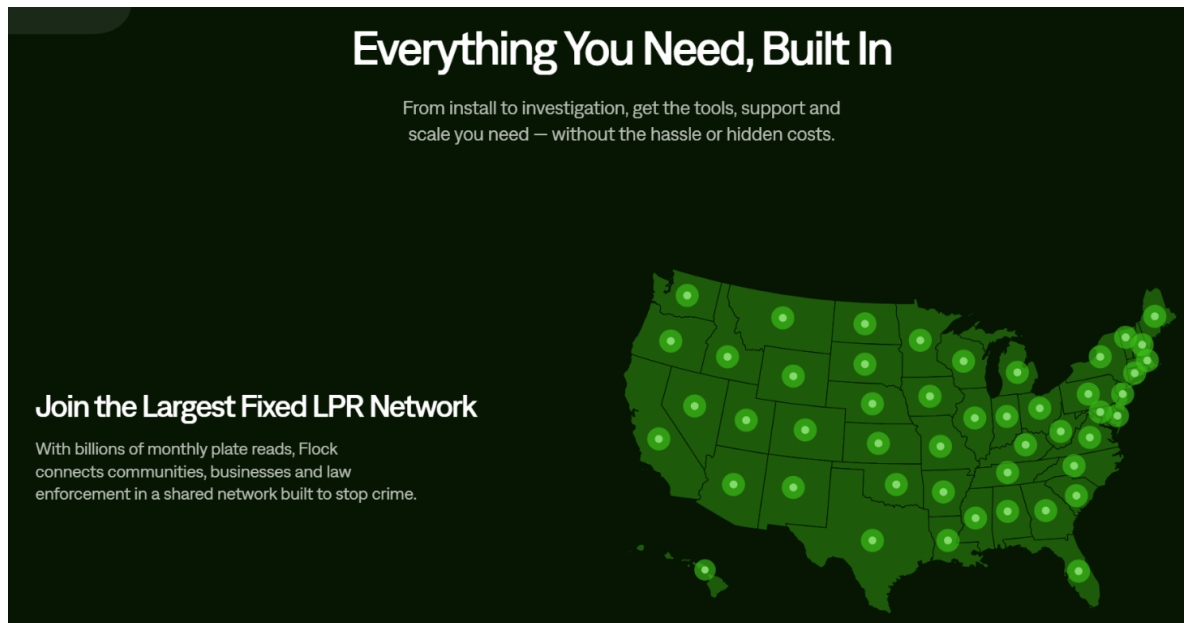 Everything You Need, Built In
From install to investigation, get the tools, support and
scale you need — without the hassle or hidden costs.
Join the Largest Fixed LPR Network
With billions of monthly plate reads, Flock
connects communities, businesses and law
enforcement in a shared network built to stop crime.